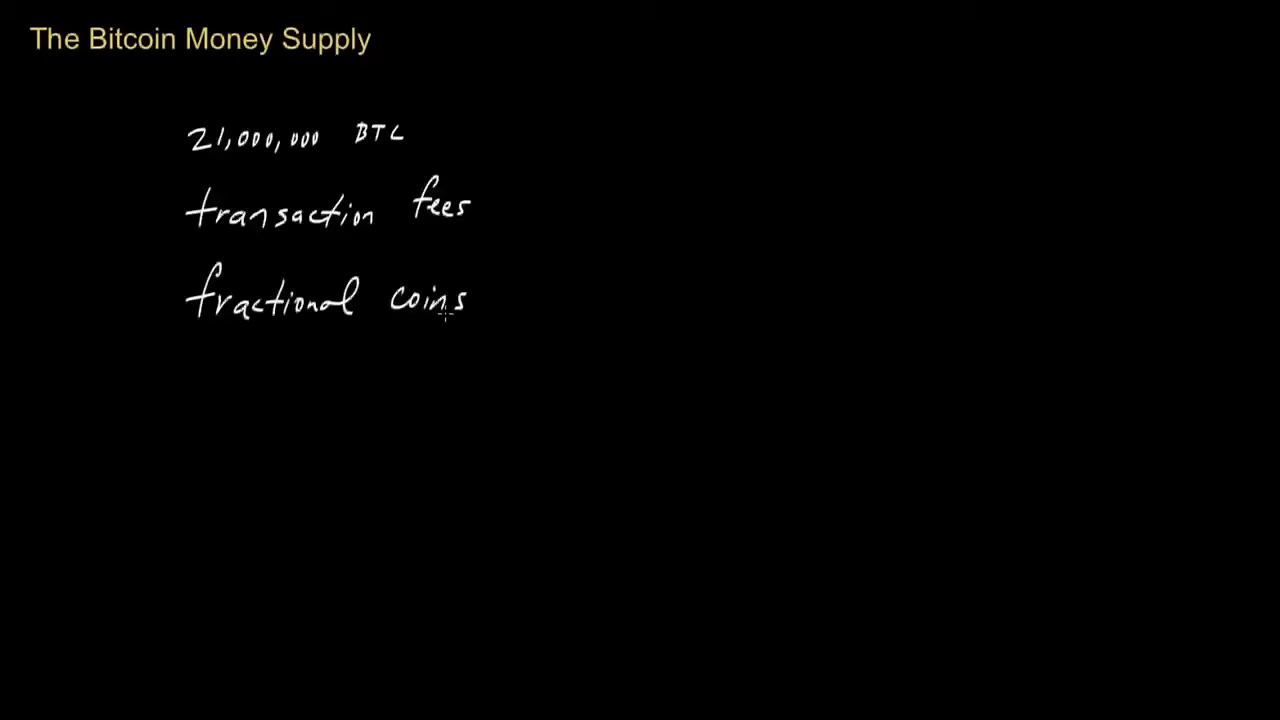 The Bitcoin Money Supply
21,000,000 BTC
transaction fees
fractional coins